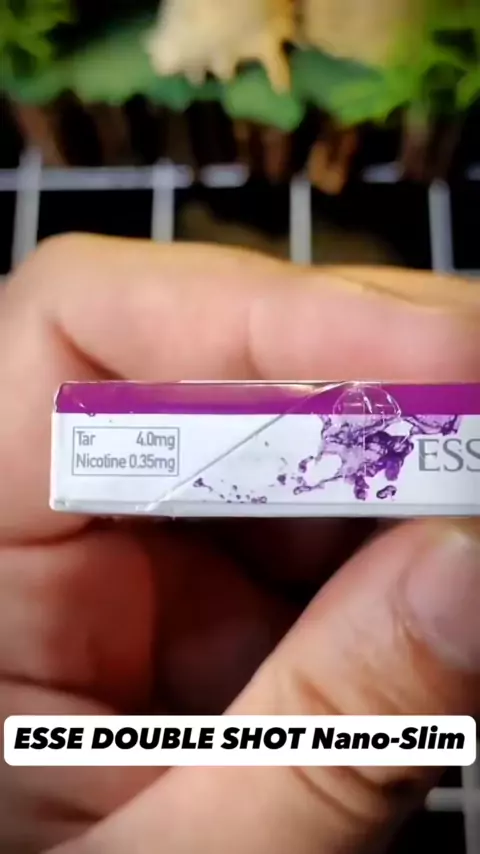 Tar 4.0mg
Nicotine 0.35mg
ESS
ESSE DOUBLE SHOT Nano-Slim